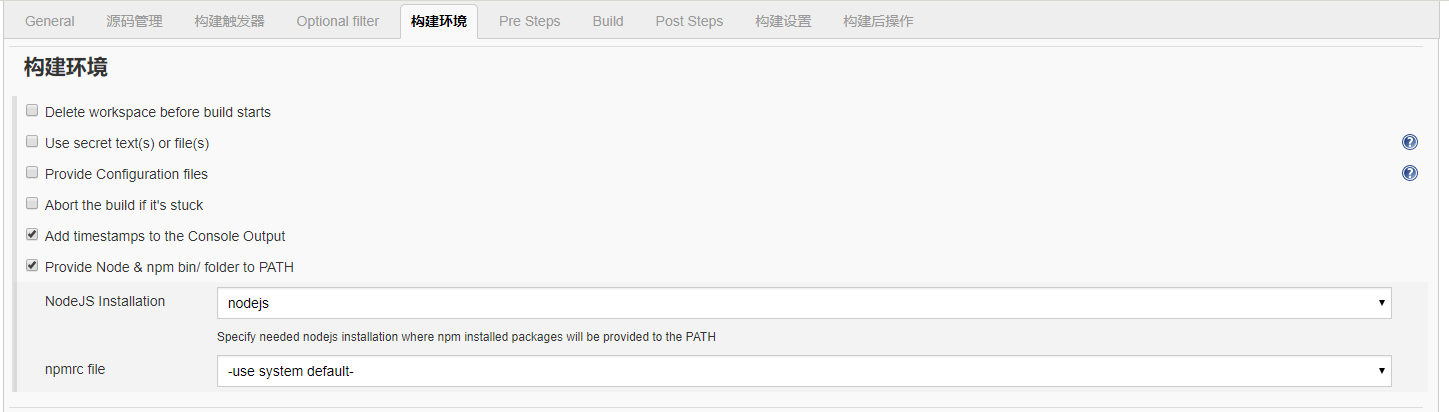 General 源码管理 构建触发器 Optional filter 构建环境 Pre Steps Build Post Steps 构建设置 构建后操作
构建环境
Delete workspace before build starts
Use secret text(s) or file(s)
Provide Configuration files
Abort the build if it's stuck
Add timestamps to the Console Output
Provide Node & npm bin/ folder to PATH
NodeJS Installation nodejs
Specify needed nodejs installation where npm installed packages will be provided to the PATH
npmrc file -use system default-